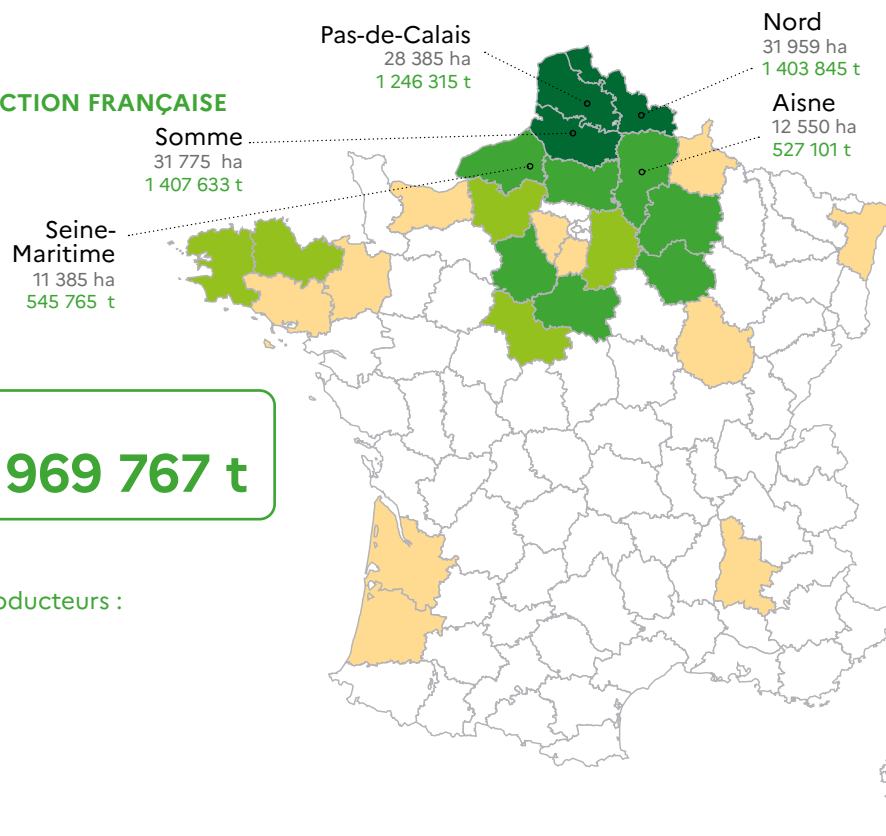 Pas-de-Calais
28 385 ha
1 246 315 t
Nord
31 959 ha
1 403 845 t
CTION FRANÇAISE
Aisne
12 550 ha
527 101 t
Somme
31 775 ha
1 407 633 t
Seine-
Maritime
11 385 ha
545 765 t
969 767 t
oducteurs :